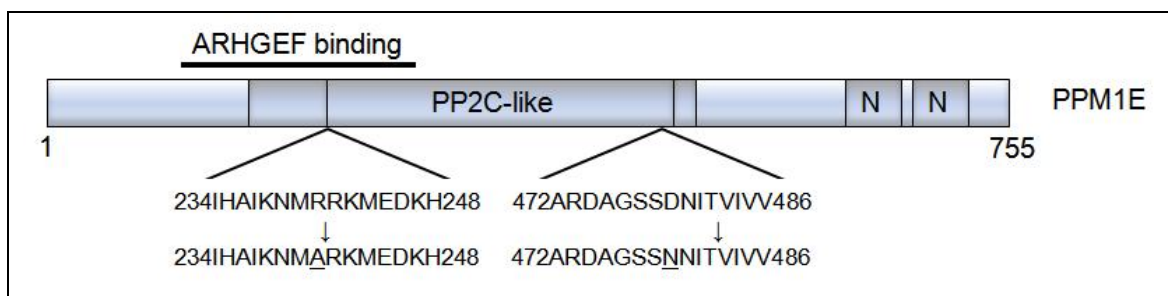 ARHGEF binding
PP2C-like N N PPM1E
1 755
234IHAIKNMRRKMEDKH248 472ARDAGSSDNITVIVV486
↓ ↓
234IHAIKNMARKMEDKH248 472ARDAGSSNNITVIVV486